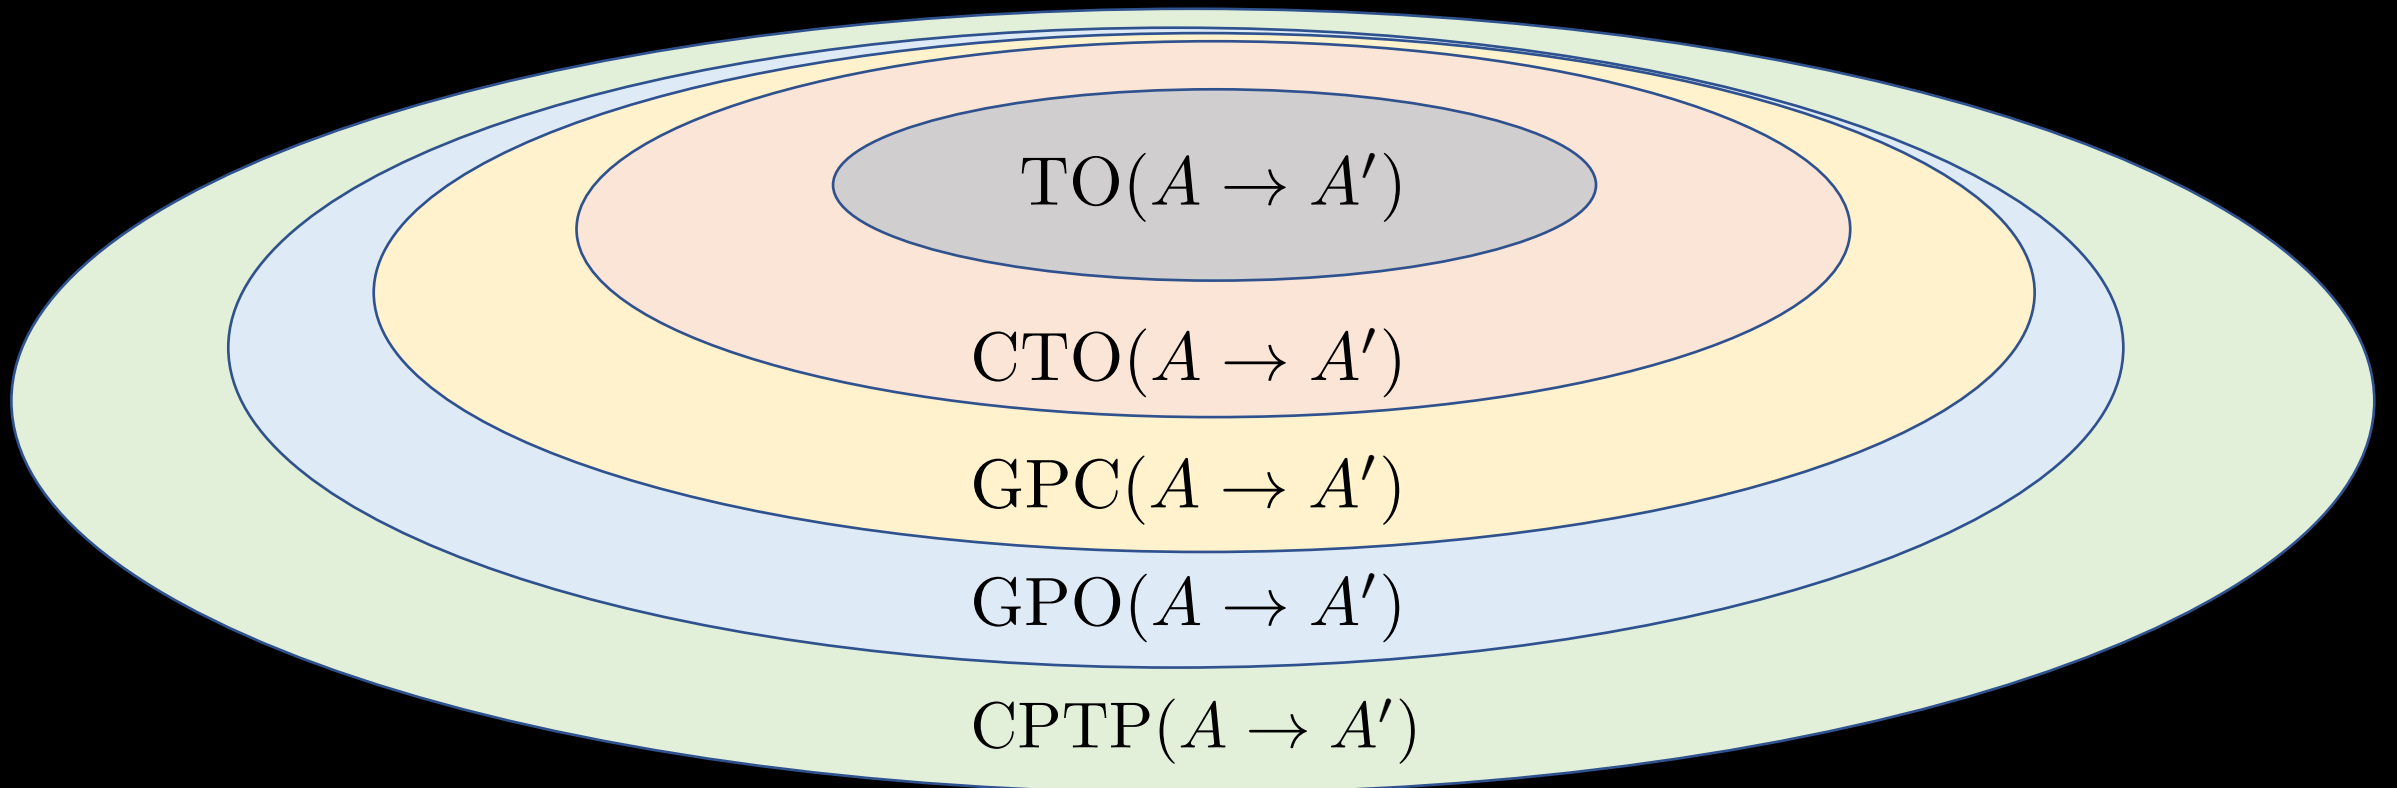 TO(A → A′)
CTO(A → A′)
GPC(A → A′)
GPO(A → A′)
CPTP(A → A′)